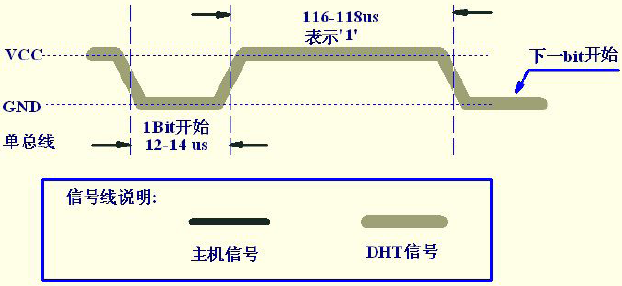 116-118us
表示'1'
VCC
下一bit开始
GND
1Bit开始
单总线
12-14 us
信号线说明:
主机信号
DHT信号